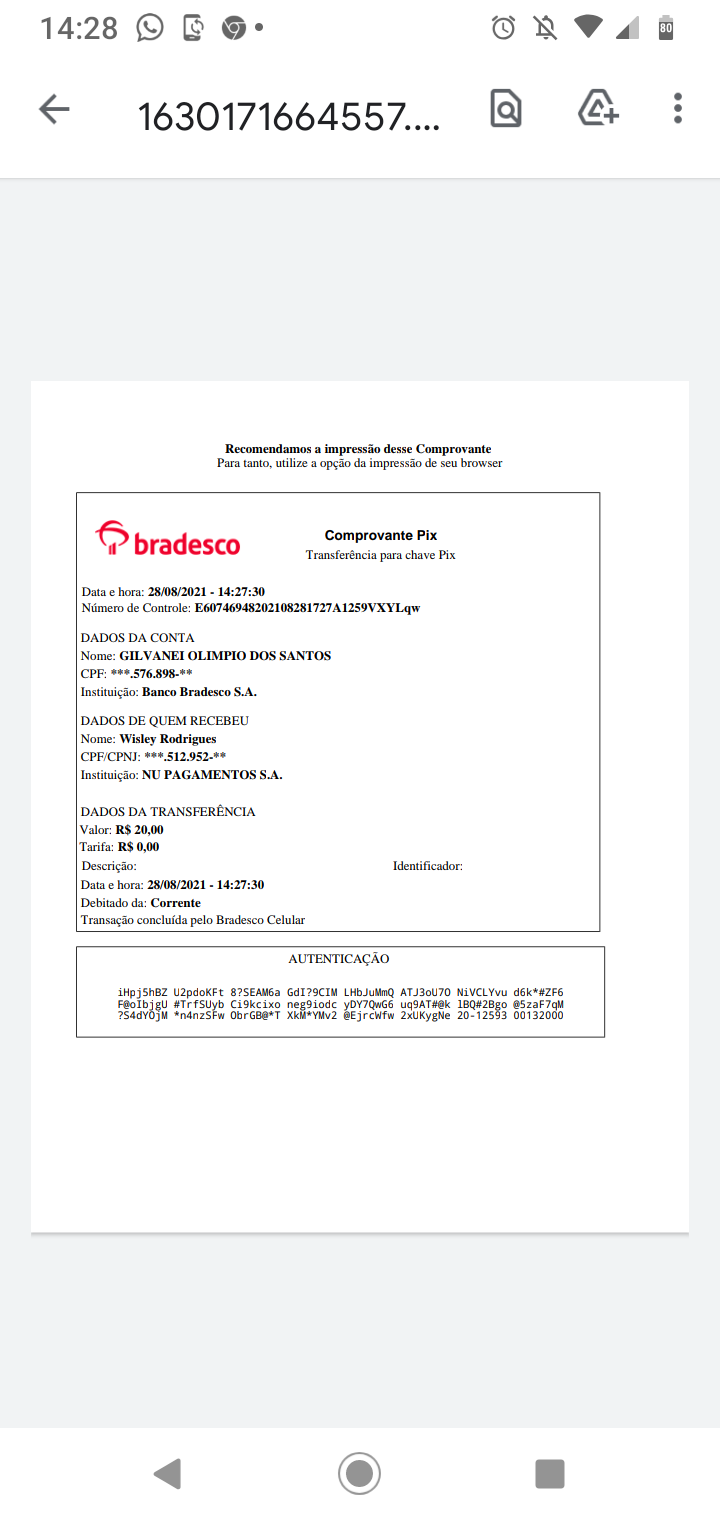 14:28
80
1630171664557....
Recomendamos a impressão desse Comprovante
Para tanto, utilize a opção da impressão de seu browser
bradesco
Comprovante Pix
Transferência para chave Pix
Data e hora: 28/08/2021 - 14:27:30
Número de Controle: E60746948202108281727A1259VXYLqw
DADOS DA CONTA
Nome: GILVANEI OLIMPIO DOS SANTOS
CPF: ***.576.898-**
Instituição: Banco Bradesco S.A.
DADOS DE QUEM RECEBEU
Nome: Wisley Rodrigues
CPF/CPNJ: ***.512.952-**
Instituição: NU PAGAMENTOS S.A.
DADOS DA TRANSFERÊNCIA
Valor: R$ 20,00
Tarifa: R$ 0,00
Descrição: Identificador:
Data e hora: 28/08/2021 - 14:27:30
Debitado da: Corrente
Transação concluída pelo Bradesco Celular
AUTENTICAÇÃO
iHpj5hBZ U2pdoKFt 8?SEAM6a GdI?9CIM LHbJuMmQ ATJ3oU7O NiVCLYvu d6k*#ZF6
F@oIbjgU #TrfSUyb Ci9kcixo neg9iodc yDY7QwG6 uq9AT#@k lBQ#2Bgo @5zaF7qM
?S4dYOjM *n4nzSFw ObrGB@*T XkM*YMv2 @EjrcWfw 2xUKygNe 20-12593 00132000